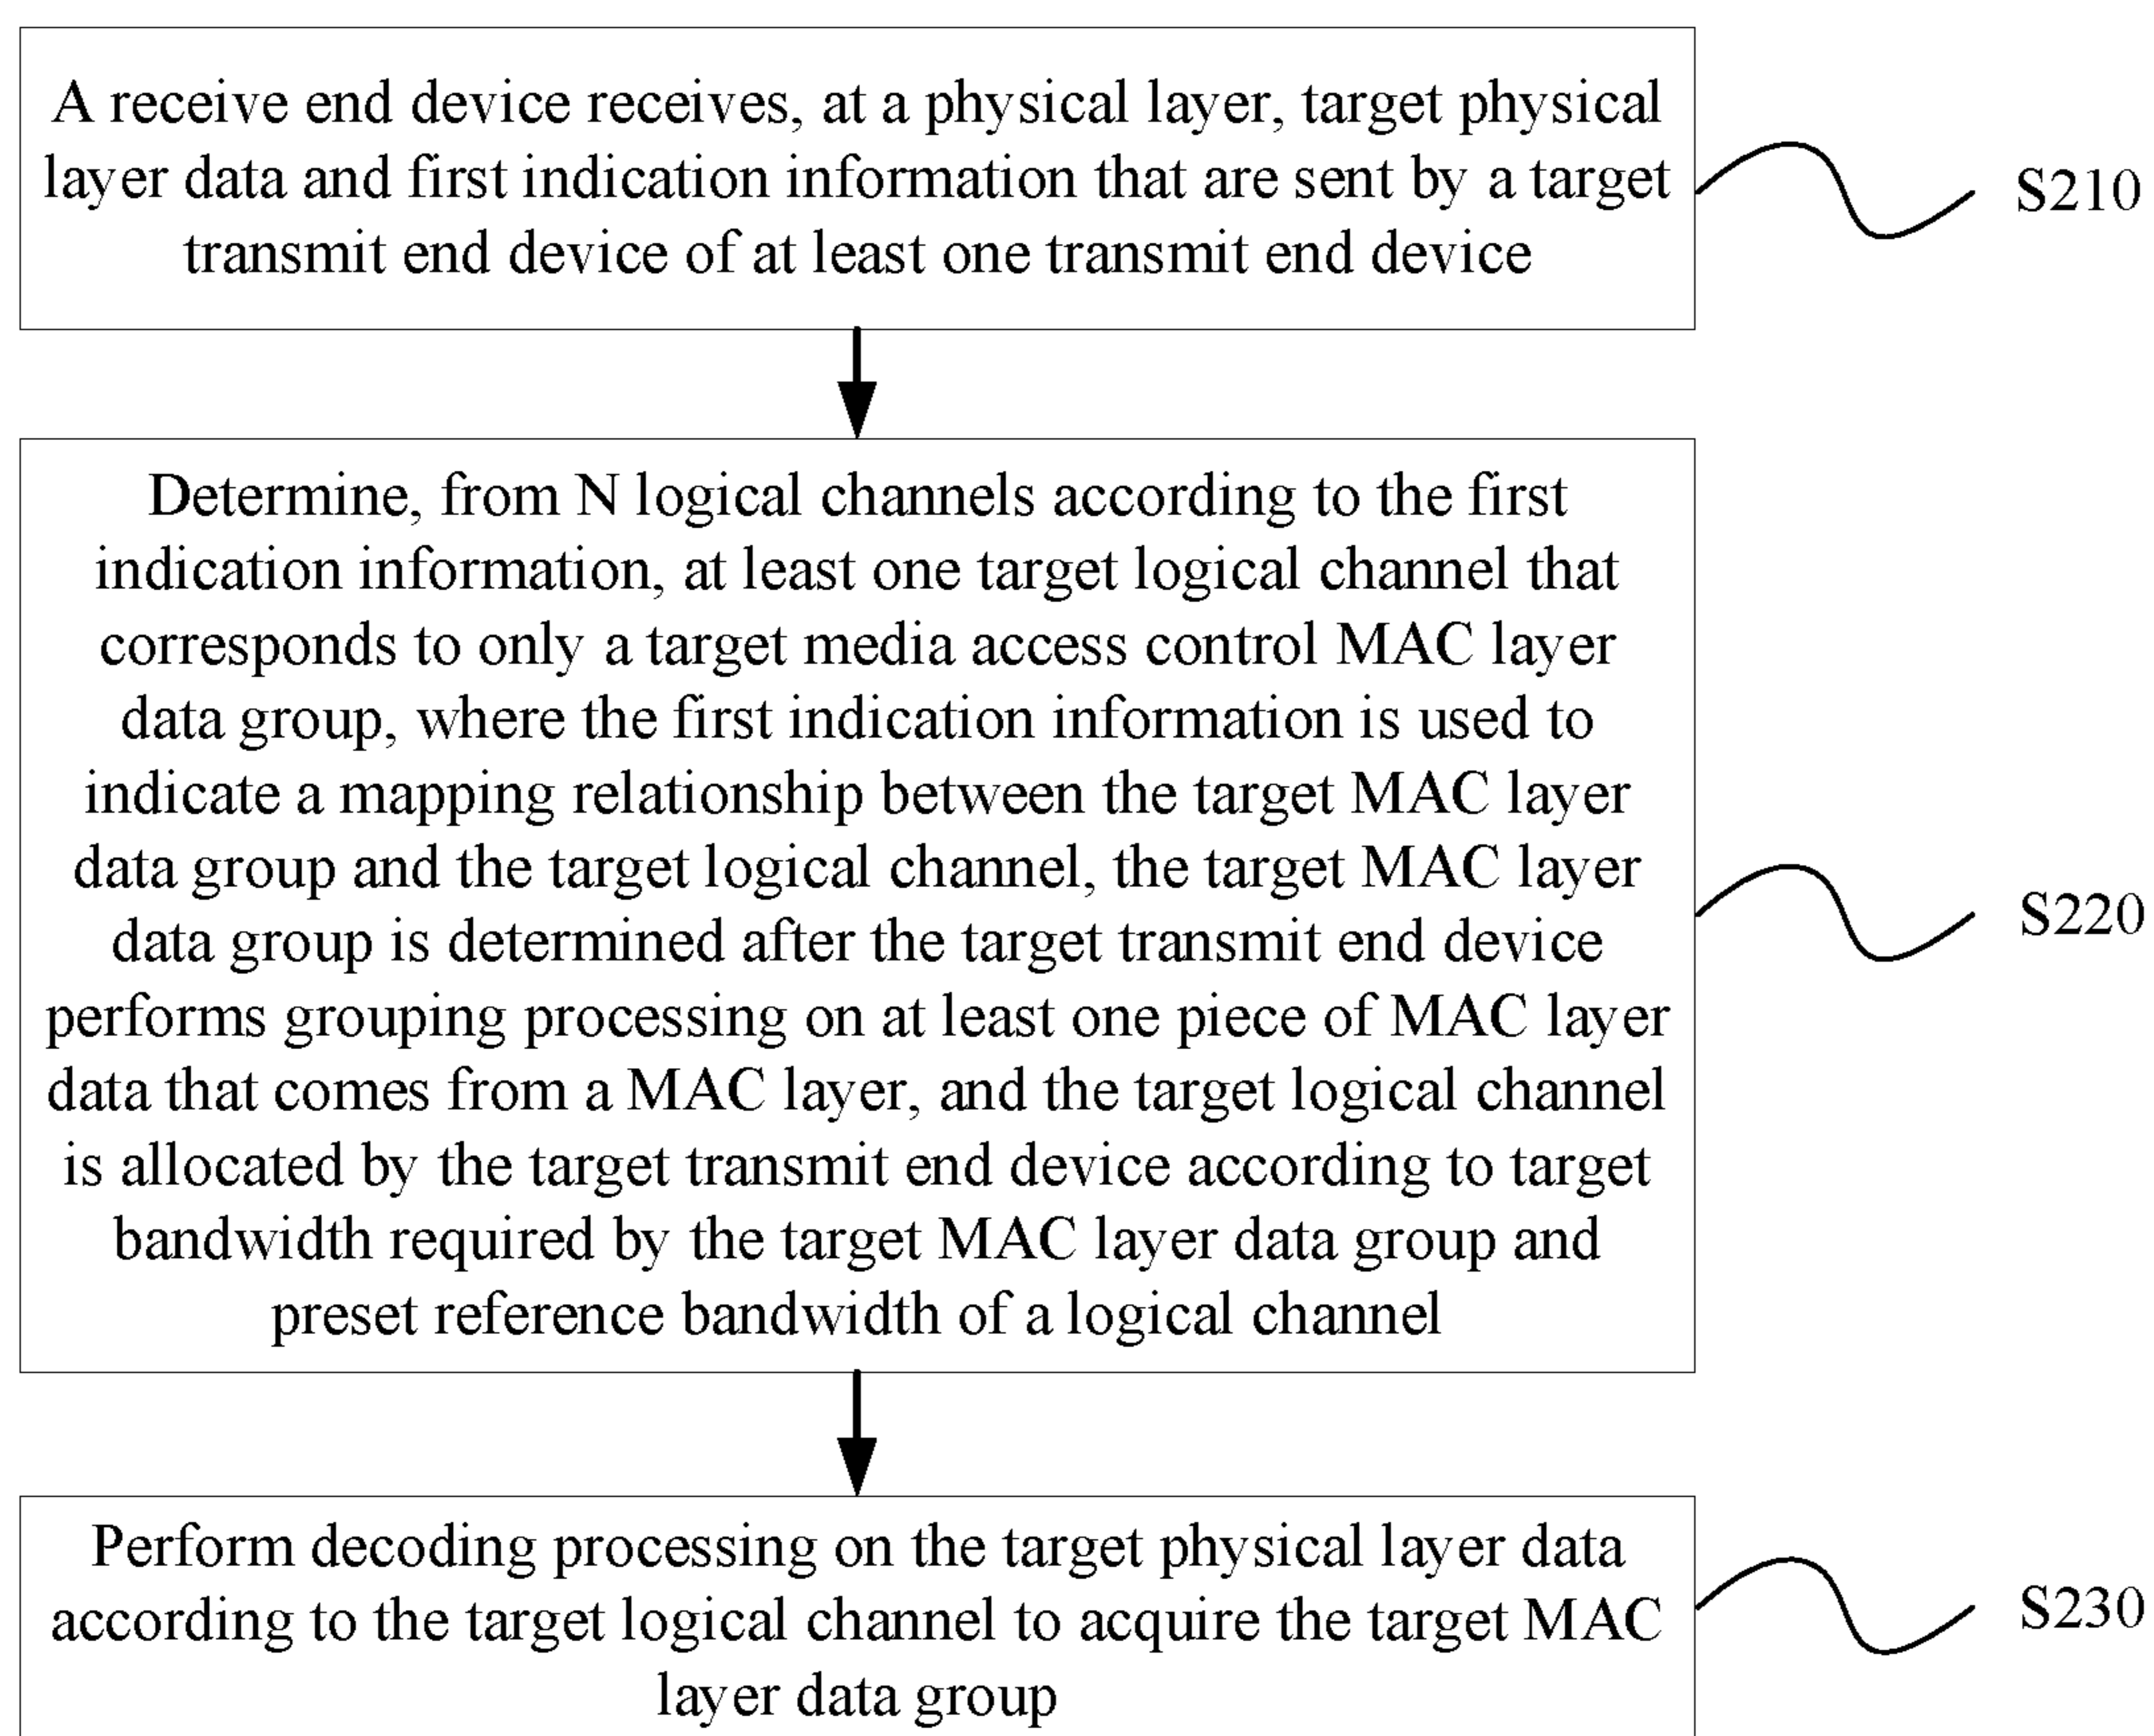 A receive end device receives, at a physical layer, target physical
layer data and first indication information that are sent by a target
transmit end device of at least one transmit end device
S210
Determine, from N logical channels according to the first
indication information, at least one target logical channel that
corresponds to only a target media access control MAC layer
data group, where the first indication information is used to
indicate a mapping relationship between the target MAC layer
data group and the target logical channel, the target MAC layer
data group is determined after the target transmit end device
performs grouping processing on at least one piece of MAC layer
data that comes from a MAC layer, and the target logical channel
is allocated by the target transmit end device according to target
bandwidth required by the target MAC layer data group and
preset reference bandwidth of a logical channel
S220
Perform decoding processing on the target physical layer data
according to the target logical channel to acquire the target MAC
layer data group
S230